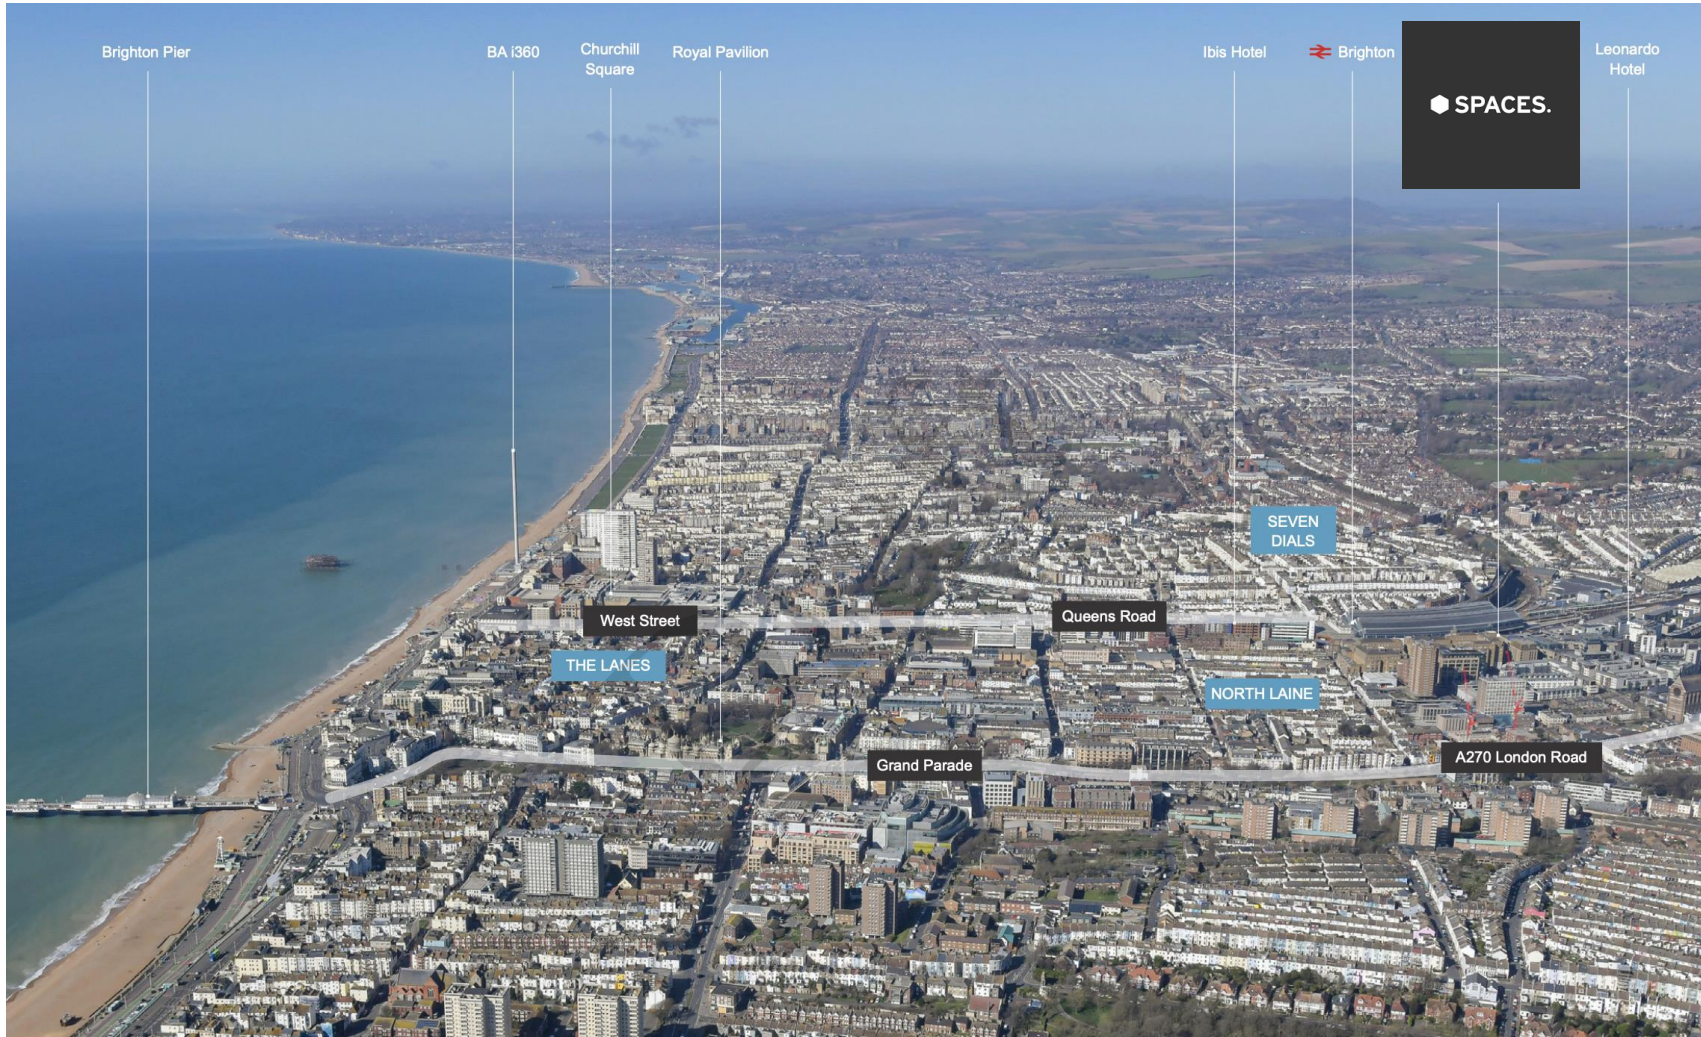 Brighton Pier
BA i360
Churchill
Square
Royal Pavilion
Ibis Hotel
Brighton
SPACES.
Leonardo
Hotel
SEVEN
DIALS
West Street
Queens Road
THE LANES
NORTH LAINE
Grand Parade
A270 London Road